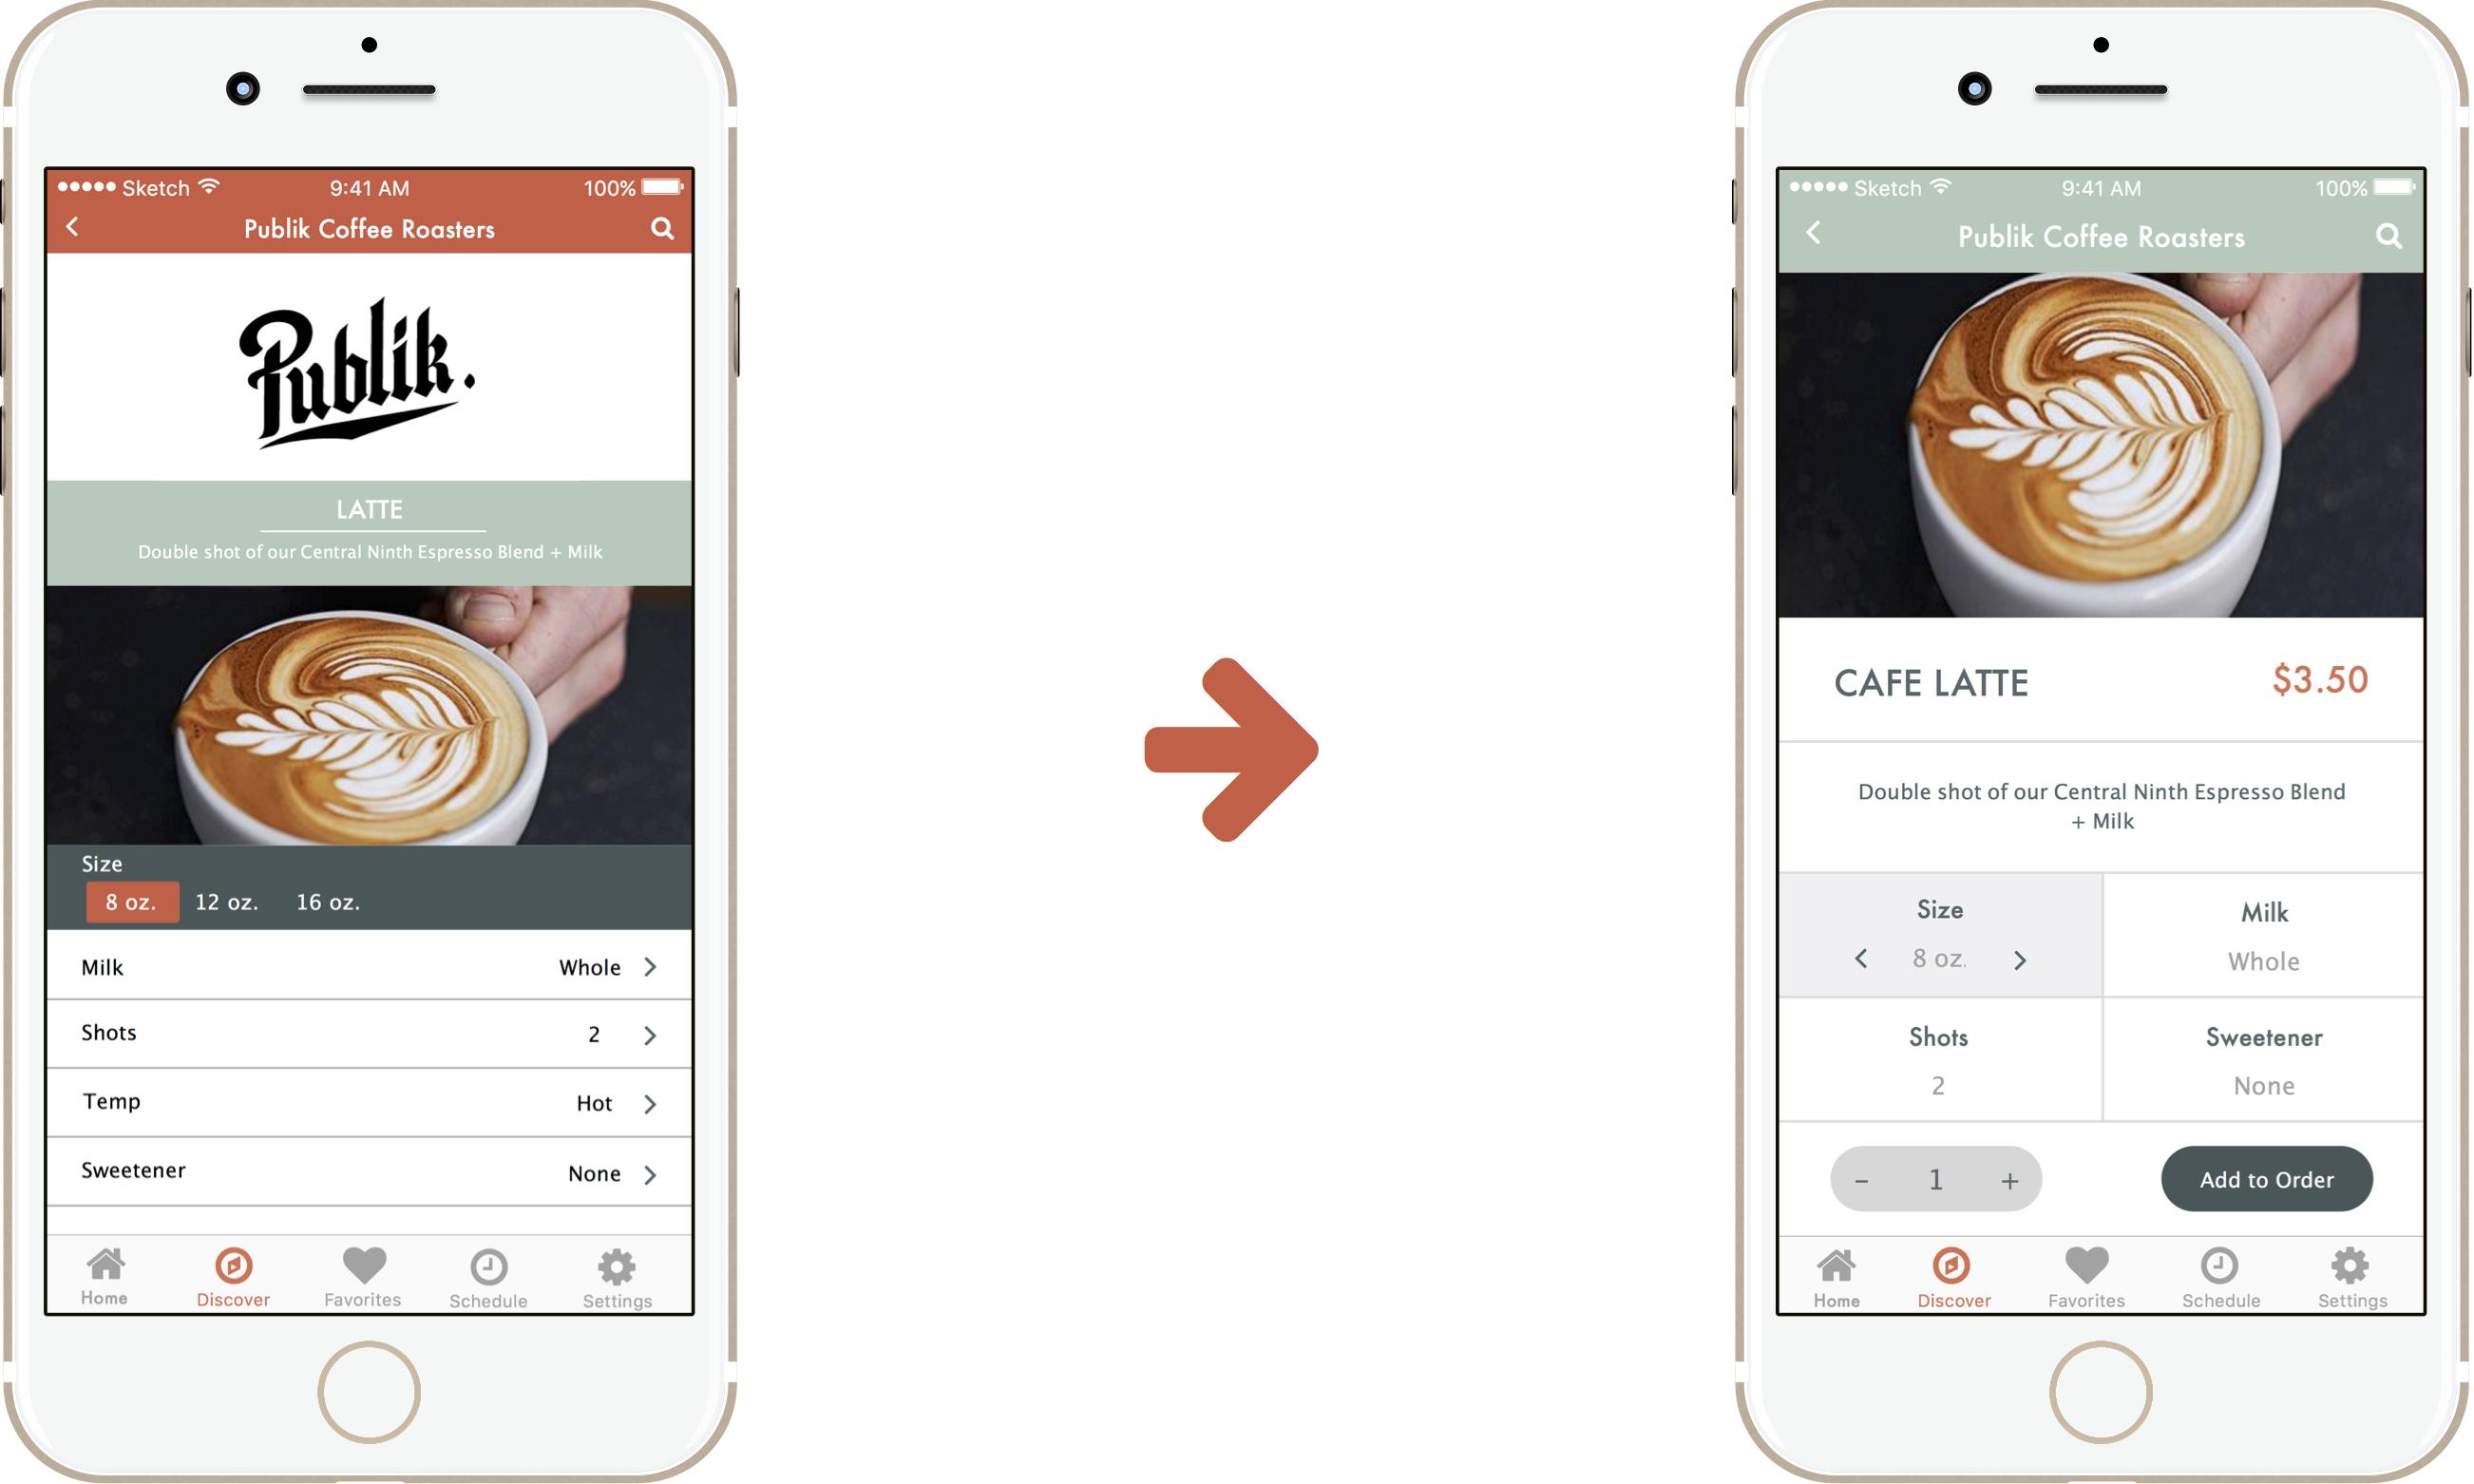 Sketch 9:41 AM 100%
Publik Coffee Roasters
Publik.
LATTE
Double shot of our Central Ninth Espresso Blend + Milk
Size
8 oz. 12 oz. 16 oz.
Milk Whole
Shots 2
Temp Hot
Sweetener None
Home Discover Favorites Schedule Settings
Sketch 9:41 AM 100%
Publik Coffee Roasters
CAFE LATTE $3.50
Double shot of our Central Ninth Espresso Blend
+ Milk
Size Milk
8 oz. Whole
Shots Sweetener
2 None
- 1 + Add to Order
Home Discover Favorites Schedule Settings